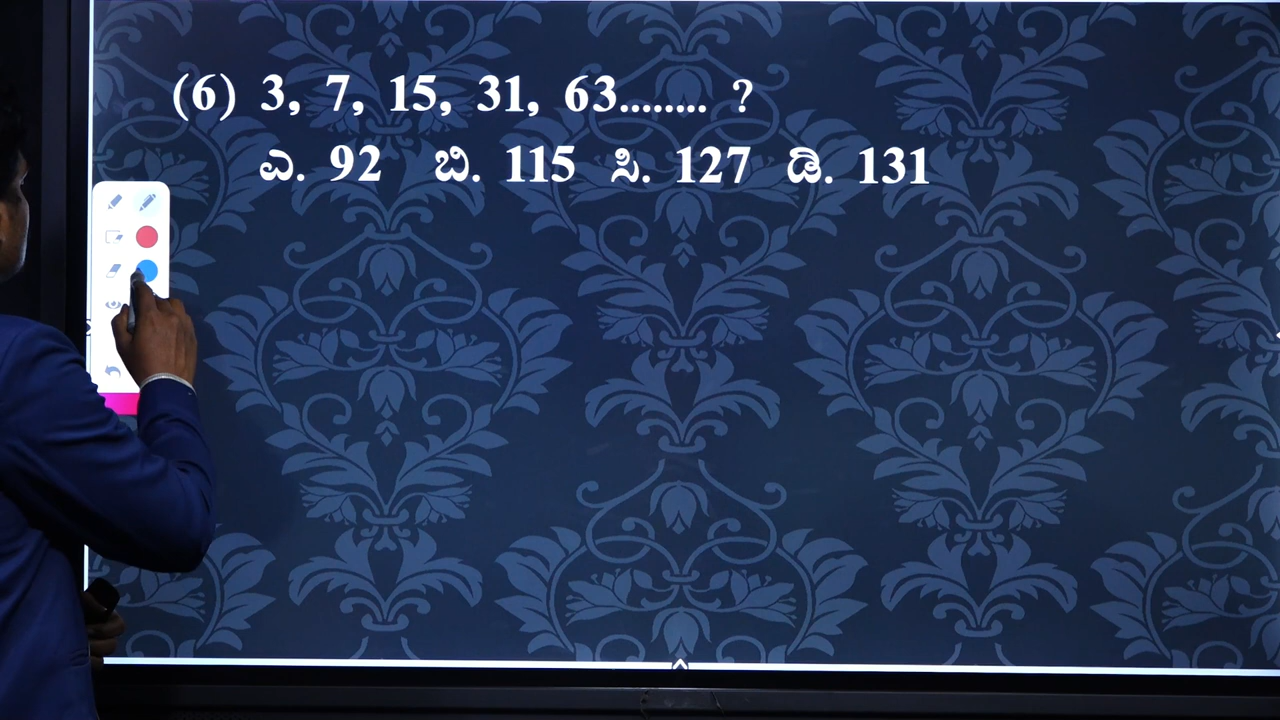 (6) 3, 7, 15, 31, 63........ ?
ಎ. 92 ಬಿ. 115 ಸಿ. 127 ಡಿ. 131